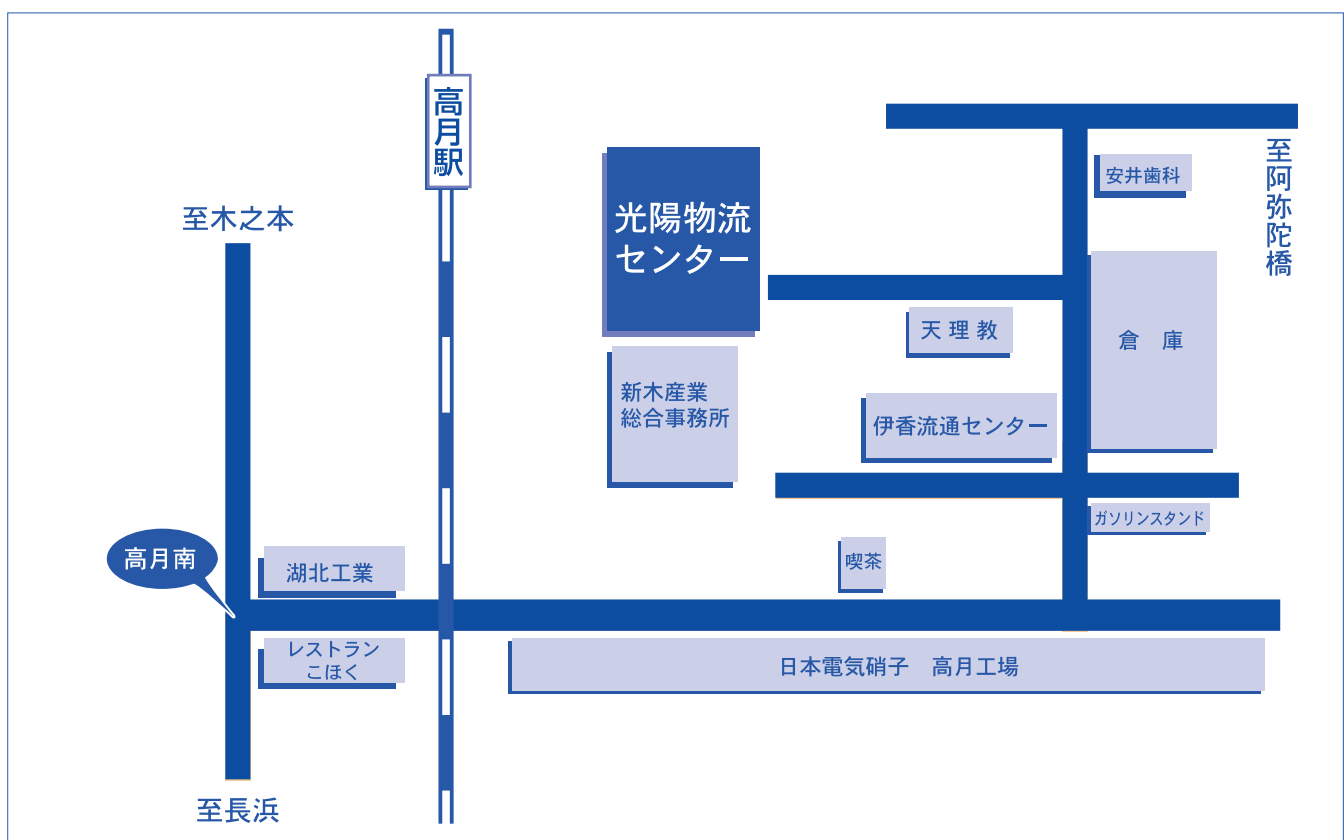 高月駅
至木之本
光陽物流
センター
安井歯科
至阿弥陀橋
天理教
倉　庫
新木産業
総合事務所
伊香流通センター
ガソリンスタンド
高月南
湖北工業
喫茶
レストラン
こほく
日本電気硝子　高月工場
至長浜